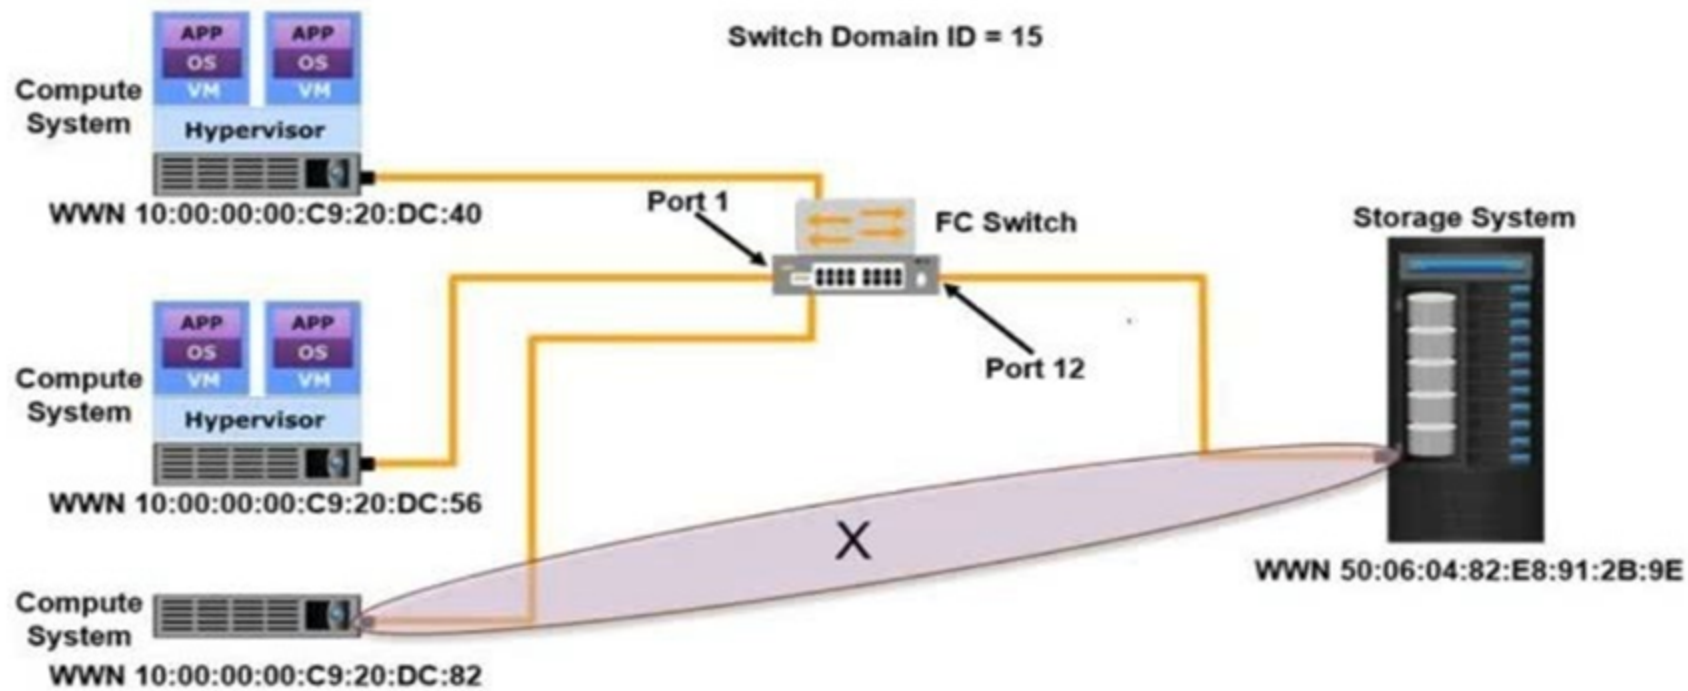 Switch Domain ID = 15
APP APP
OS OS
VM VM
Compute
System
Hypervisor
WWN 10:00:00:00:C9:20:DC:40
Port 1
FC Switch
Storage System
Port 12
APP APP
OS OS
VM VM
Compute
System
Hypervisor
WWN 10:00:00:00:C9:20:DC:56
X
WWN 50:06:04:82:E8:91:2B:9E
Compute
System
WWN 10:00:00:00:C9:20:DC:82